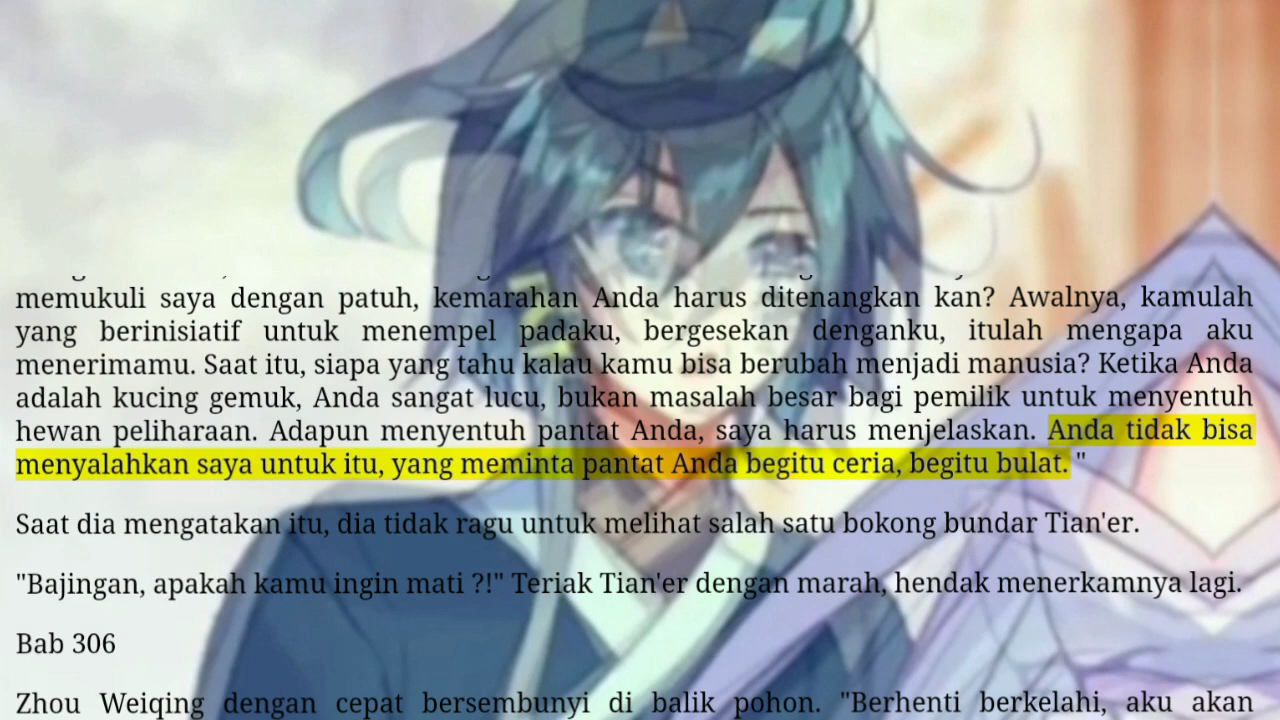 memukuli saya dengan patuh, kemarahan Anda harus ditenangkan kan? Awalnya, kamulah
yang berinisiatif untuk menempel padaku, bergesekan denganku, itulah mengapa aku
menerimamu. Saat itu, siapa yang tahu kalau kamu bisa berubah menjadi manusia? Ketika Anda
adalah kucing gemuk, Anda sangat lucu, bukan masalah besar bagi pemilik untuk menyentuh
hewan peliharaan. Adapun menyentuh pantat Anda, saya harus menjelaskan. Anda tidak bisa
menyalahkan saya untuk itu, yang meminta pantat Anda begitu ceria, begitu bulat. "
Saat dia mengatakan itu, dia tidak ragu untuk melihat salah satu bokong bundar Tian'er.
"Bajingan, apakah kamu ingin mati ?!" Teriak Tian'er dengan marah, hendak menerkamnya lagi.
Bab 306
Zhou Weiqing dengan cepat bersembunyi di balik pohon. "Berhenti berkelahi, aku akan